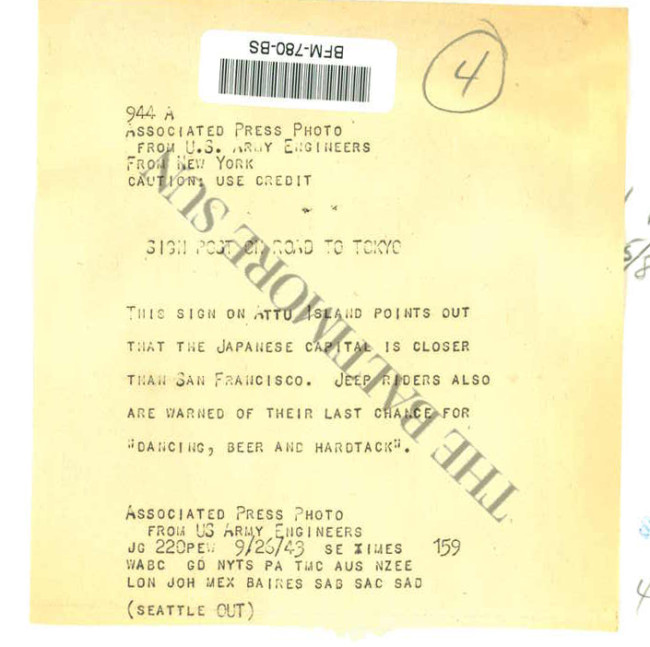 BFM-780-BS
4
944 A
ASSOCIATED PRESS PHOTO
FROM U.S. ARMY ENGINEERS
FROM NEW YORK
CAUTION: USE CREDIT
SIGN POST ON ROAD TO TOKYO
THIS SIGN ON ATTU ISLAND POINTS OUT
THAT THE JAPANESE CAPITAL IS CLOSER
THAN SAN FRANCISCO. JEEP RIDERS ALSO
ARE WARNED OF THEIR LAST CHANCE FOR
"DANCING, BEER AND HARDTACK".
ASSOCIATED PRESS PHOTO
FROM US ARMY ENGINEERS
JG 220PEW 9/26/43 SE XIMES 159
WABC GD NYTS PA TMC AUS NZEE
LON JOH MEX BAIRES SAB SAC SAD
(SEATTLE OUT)
THE BALTIMORE SUN
5/8